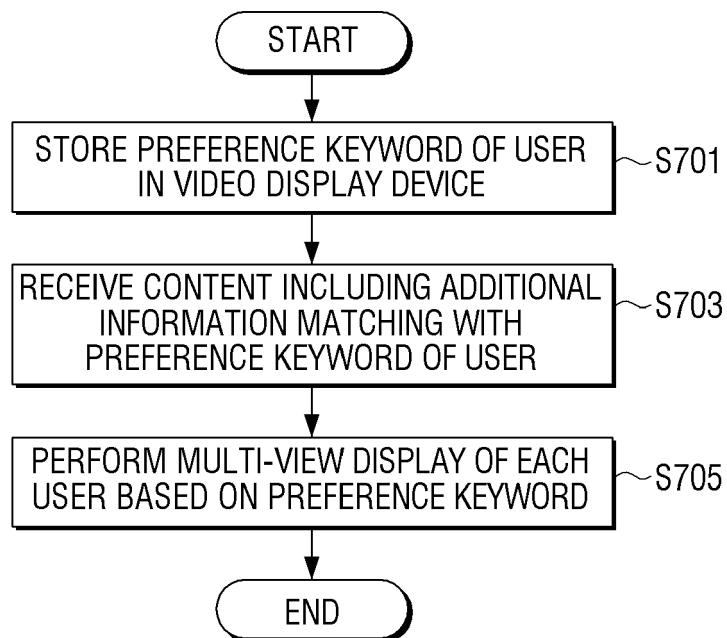 START
STORE PREFERENCE KEYWORD OF USER
IN VIDEO DISPLAY DEVICE
S701
RECEIVE CONTENT INCLUDING ADDITIONAL
INFORMATION MATCHING WITH
PREFERENCE KEYWORD OF USER
S703
PERFORM MULTI-VIEW DISPLAY OF EACH
USER BASED ON PREFERENCE KEYWORD
S705
END